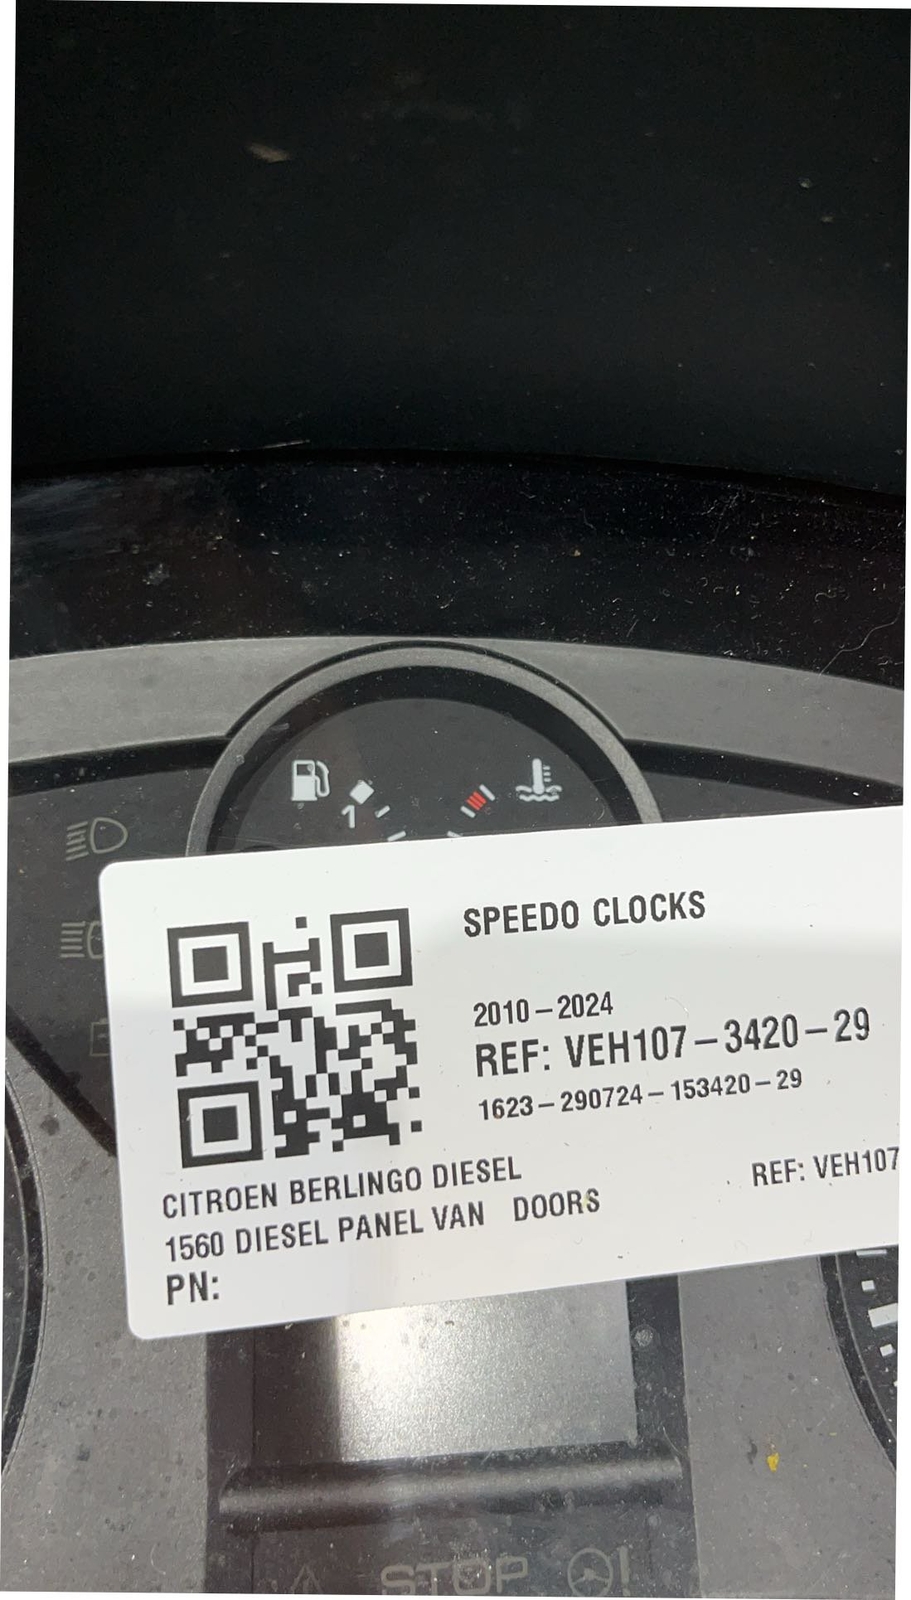 1
SPEEDO CLOCKS
2010-2024
REF: VEH107-3420-29
1623-290724-153420-29
CITROEN BERLINGO DIESEL
1560 DIESEL PANEL VAN DOORS
REF: VEH107
PN:
STOP
!